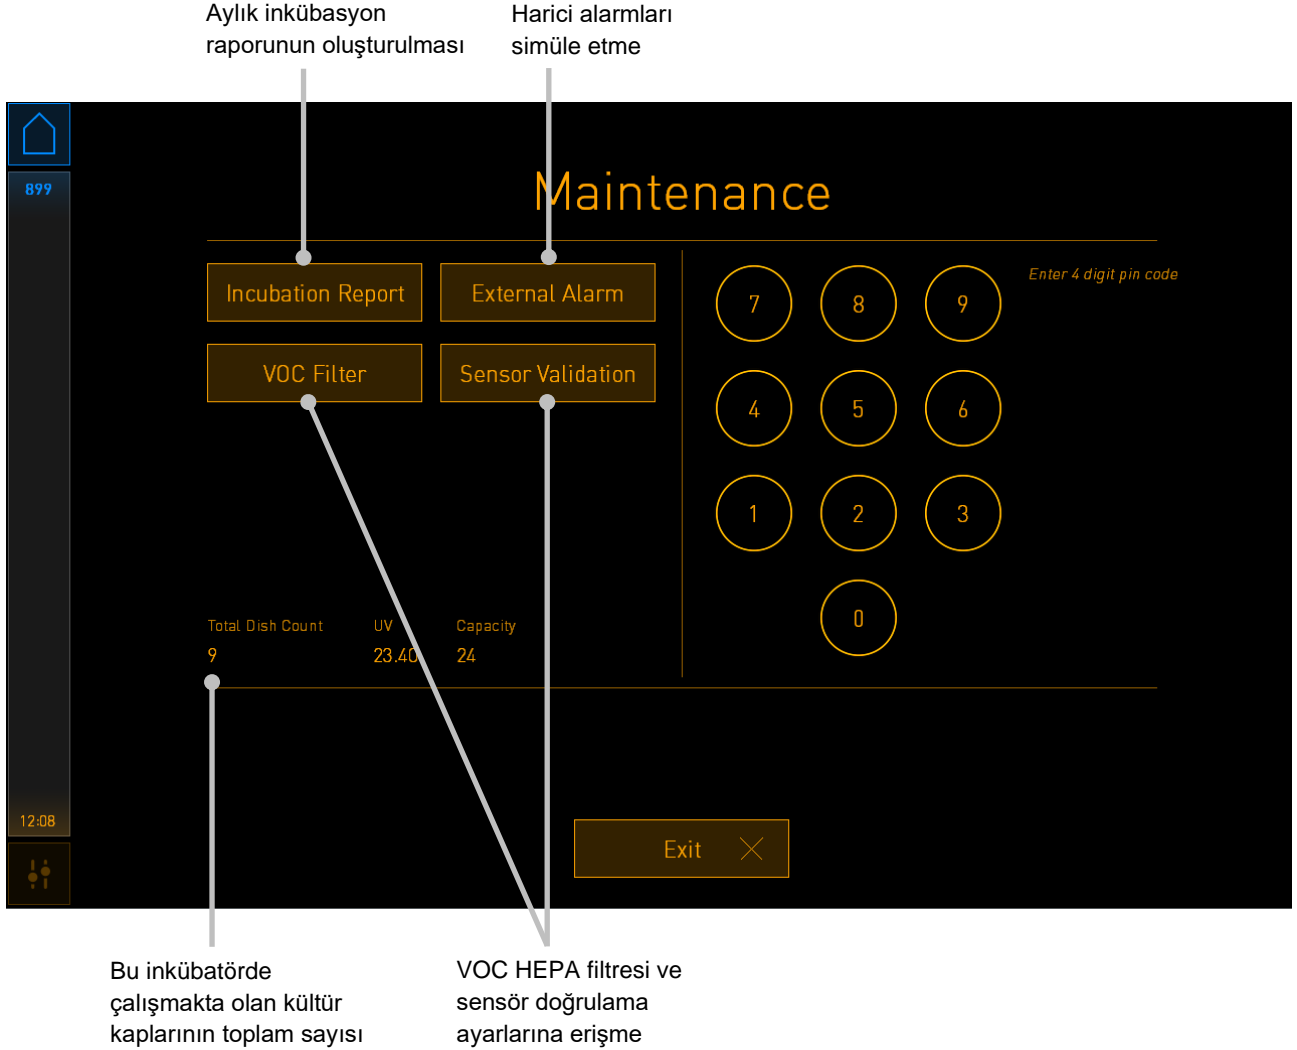 Aylık inkübasyon
raporunun oluşturulması
Harici alarmları
simüle etme
899
Maintenance
Incubation Report
External Alarm
VOC Filter
Sensor Validation
7
8
9
Enter 4 digit pin code
4
5
6
1
2
3
0
Total Dish Count
UV
Capacity
9
23.40
24
12:08
Exit
Bu inkübatörde
çalışmakta olan kültür
kaplarının toplam sayısı
VOC HEPA filtresi ve
sensör doğrulama
ayarlarına erişme